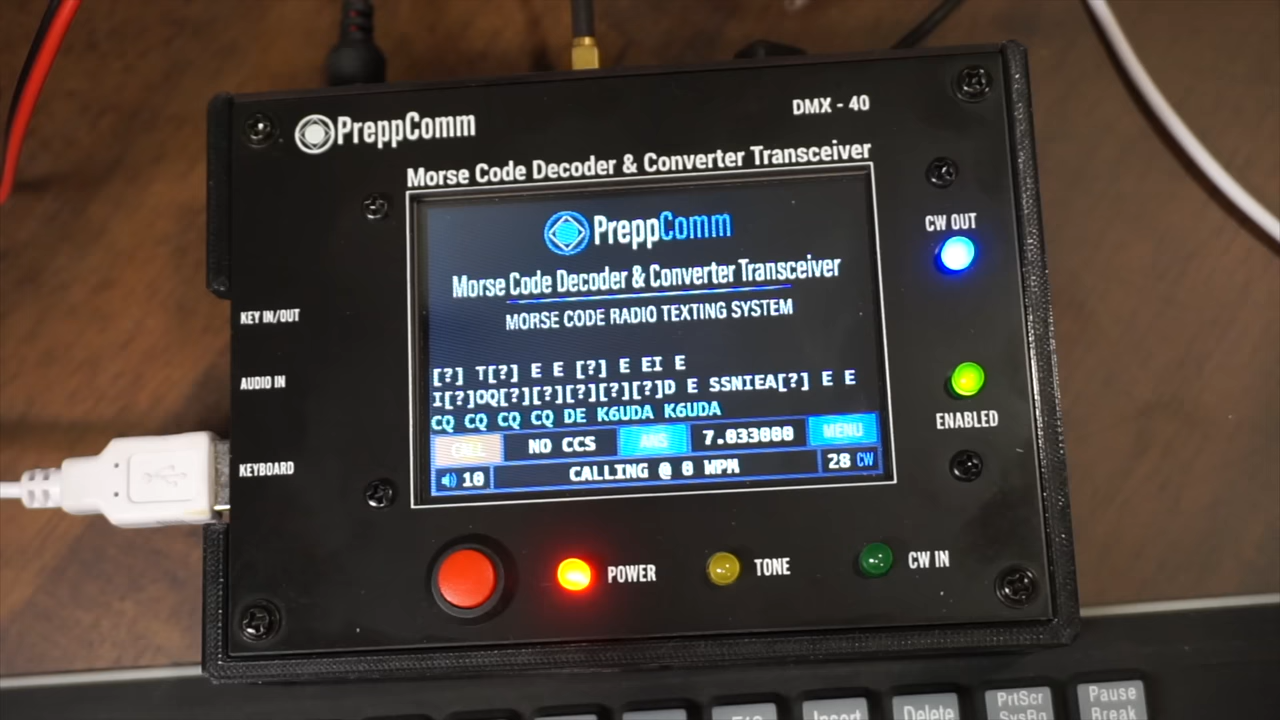 PreppComm
DMX - 40
Morse Code Decoder & Converter Transceiver
PreppComm
Morse Code Decoder & Converter Transceiver
MORSE CODE RADIO TEXTING SYSTEM
[?] T[?] E E [?] E EI E
I[?]OQ[?][?][?][?][?]D E SSNIEA[?] E E
CQ CQ CQ CQ DE K6UDA K6UDA
CALL NO CCS ANS 7.033000 MENU
10 CALLING @ 0 WPM 28 CW
CW OUT
ENABLED
KEY IN/OUT
AUDIO IN
KEYBOARD
POWER
TONE
CW IN
Insert
Delete
PrtScr
SysRq
Pause
Break